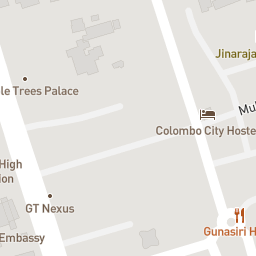 Jinaraja
le Trees Palace
Mu
Colombo City Hoste
High
ion
GT Nexus
Embassy
Gunasiri H